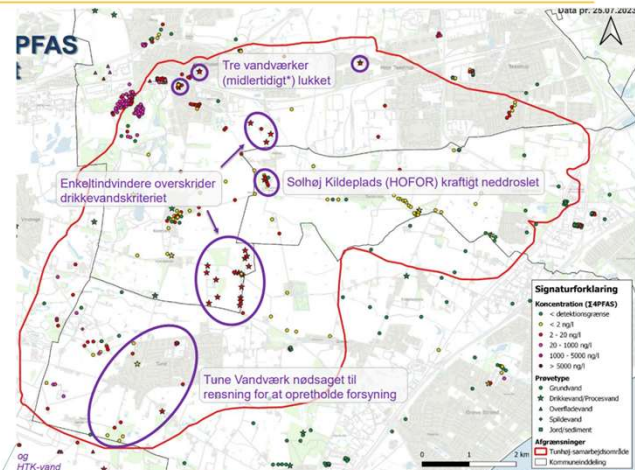 Data pr. 25.07.2023
PFAS
t
Tre vandværker
(midlertidigt*) lukket
Enkeltindvindere overskrider
drikkevandskriteriet
Solhøj Kildeplads (HOFOR) kraftigt neddroslet
Tune Vandværk nødsaget til
rensning for at opretholde forsyning
Signaturforklaring
Koncentration (Σ4PFAS)
< detektionsgrænse
< 2 ng/l
2 - 20 ng/l
20 - 1000 ng/l
1000 - 5000 ng/l
> 5000 ng/l
Prøvetype
Grundvand
Drikkevand/Procesvand
Overfladevand
Spildevand
Jord/sediment
Afgrænsninger
Tunhøj-samarbejdsområde
Kommuneinddeling
0 1 2 km
og
HTK-vand